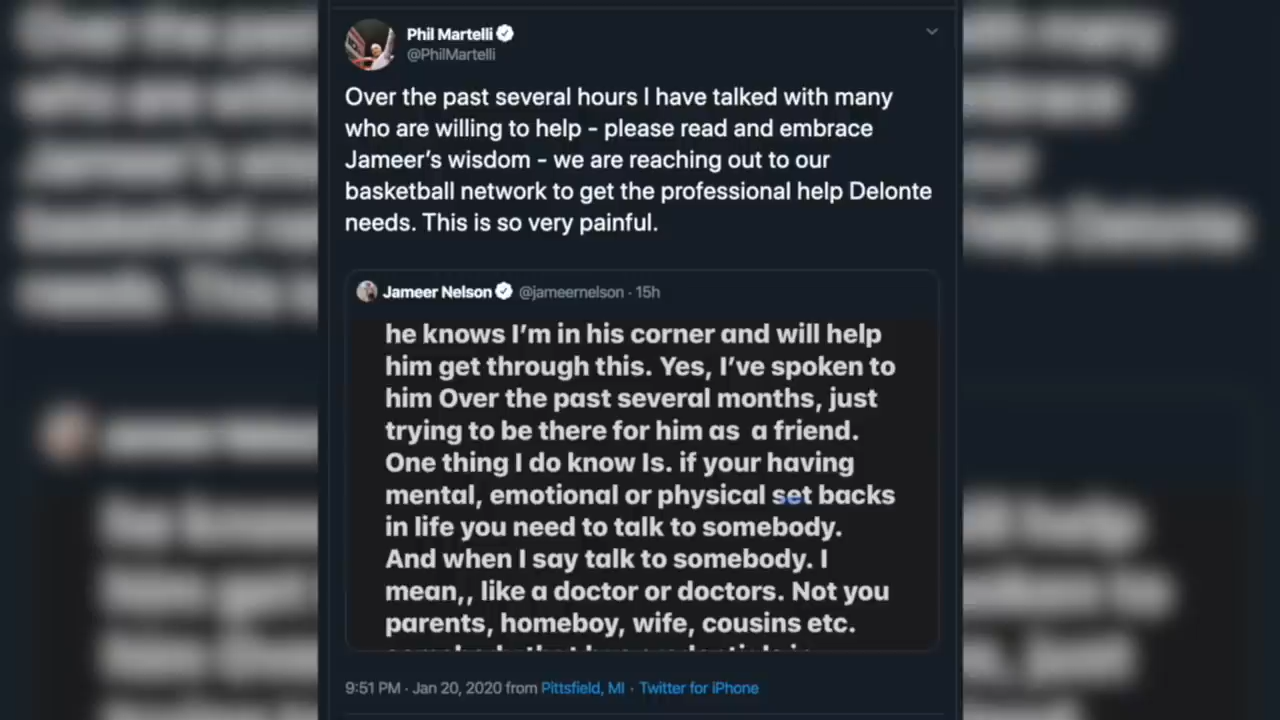 Phil Martelli
@PhilMartelli
Over the past several hours I have talked with many
who are willing to help - please read and embrace
Jameer’s wisdom - we are reaching out to our
basketball network to get the professional help Delonte
needs. This is so very painful.
Jameer Nelson @jameernelson · 15h
he knows I’m in his corner and will help
him get through this. Yes, I’ve spoken to
him Over the past several months, just
trying to be there for him as a friend.
One thing I do know Is. if your having
mental, emotional or physical set backs
in life you need to talk to somebody.
And when I say talk to somebody. I
mean,, like a doctor or doctors. Not you
parents, homeboy, wife, cousins etc.
9:51 PM · Jan 20, 2020 from Pittsfield, MI · Twitter for iPhone